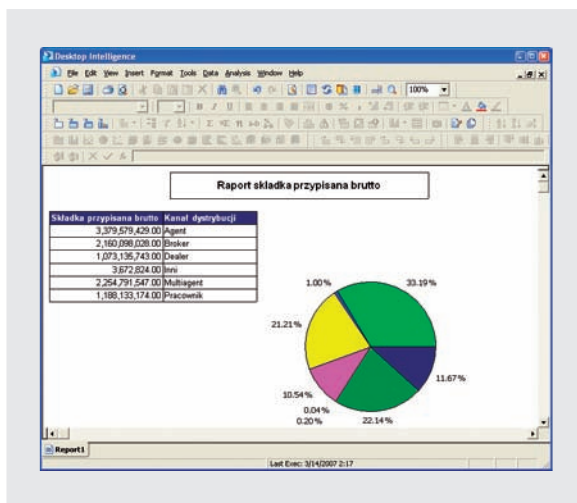 Desktop Intelligence
File Edit View Insert Format Tools Data Analysis Window Help
100%
Raport składka przypisana brutto
Składka przypisana brutto Kanał dystrybucji
3,379,579,429.00 Agent
2,160,098,028.00 Broker
1,073,135,743.00 Dealer
3,672,824.00 Inni
2,254,791,547.00 Multiagent
1,188,133,174.00 Pracownik
1.00%
33.19%
21.21%
11.67%
10.54%
0.04%
0.20%
22.14%
Report1
Last Exec: 3/14/2007 2:17